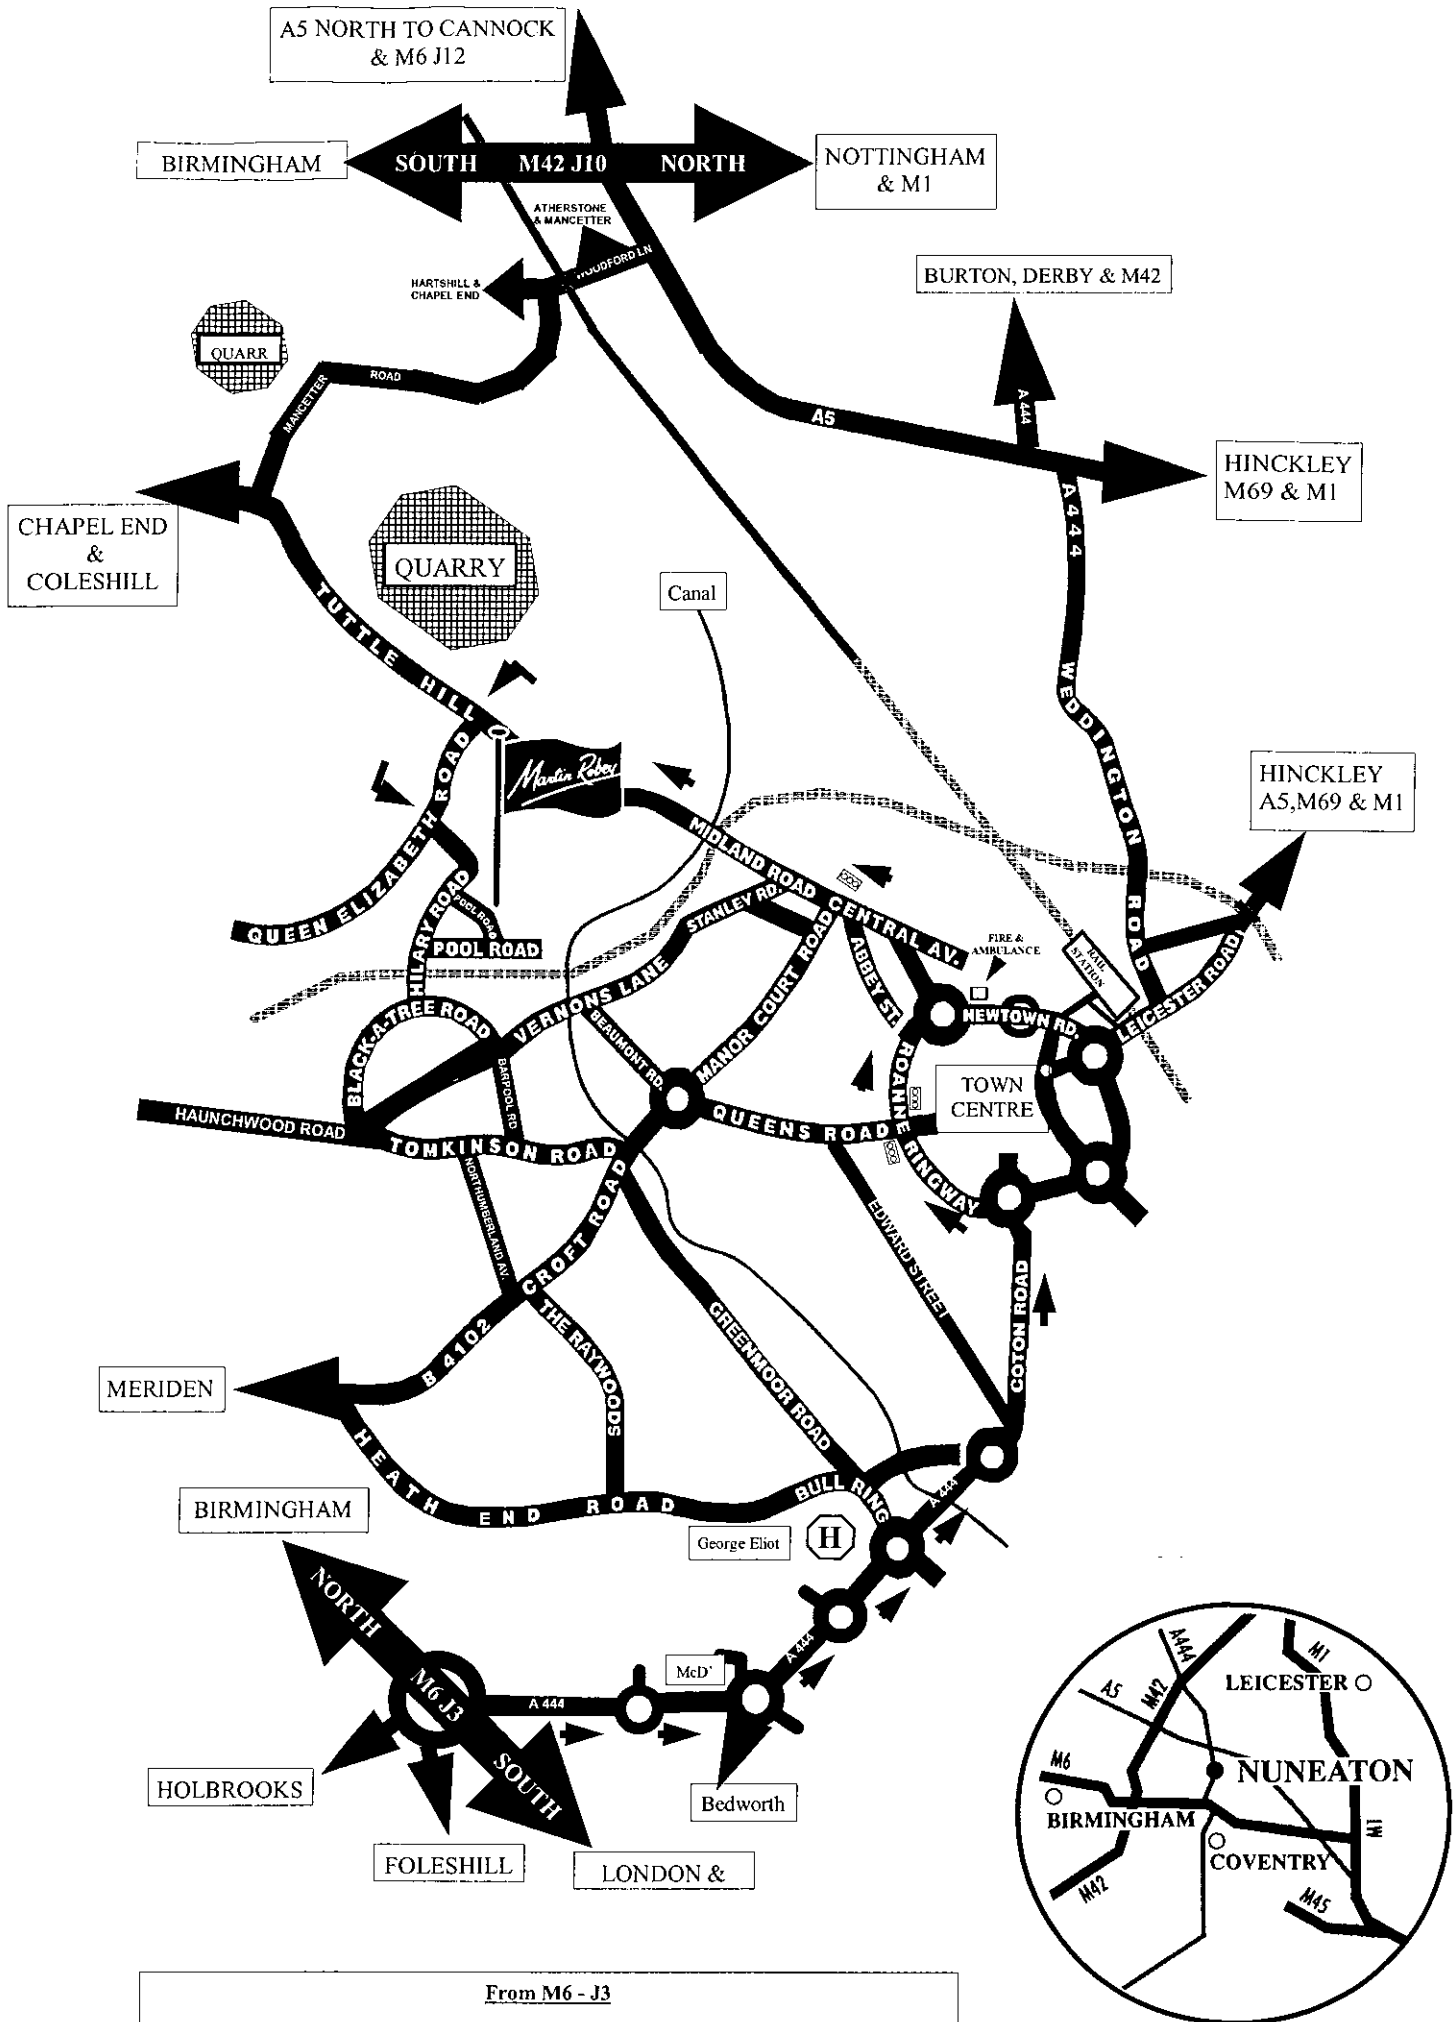 A5 NORTH TO CANNOCK
& M6 J12
BIRMINGHAM
SOUTH M42 J10 NORTH
NOTTINGHAM
& M1
ATHERSTONE
& MANCETTER
WOODFORD LN
HARTSHILL &
CHAPEL END
BURTON, DERBY & M42
QUARR
MANCETTER
ROAD
A 444
A5
HINCKLEY
M69 & M1
CHAPEL END
&
COLESHILL
A 444
QUARRY
TUTTLE HILL
Canal
WEDDINGTON ROAD
Martin Robey
HINCKLEY
A5,M69 & M1
QUEEN ELIZABETH ROAD
MIDLAND ROAD
STANLEY RD.
CENTRAL AV.
HILARY ROAD
POOL ROAD
POOL ROAD
MANOR COURT ROAD
ABBEY ST.
FIRE &
AMBULANCE
RAIL
STATION
LEICESTER ROAD
VERNONS LANE
BLACK-A-TREE ROAD
BEAUMONT RD.
NEWTOWN RD.
ROANNE RINGWAY
BARPOOL RD
TOWN
CENTRE
HAUNCHWOOD ROAD
TOMKINSON ROAD
QUEENS ROAD
NORTHUMBERLAND AV.
CROFT ROAD
EDWARD STREET
COTON ROAD
THE RAYWOODS
GREENMOOR ROAD
B 4102
MERIDEN
HEATH END ROAD
BULL RING
A 444
BIRMINGHAM
George Eliot
H
NORTH
M6 J3
SOUTH
A 444
McD'
A 444
HOLBROOKS
Bedworth
FOLESHILL
LONDON &
A444
M42
A5
M1
LEICESTER
M6
NUNEATON
BIRMINGHAM
M1
COVENTRY
M42
M45
From M6 - J3